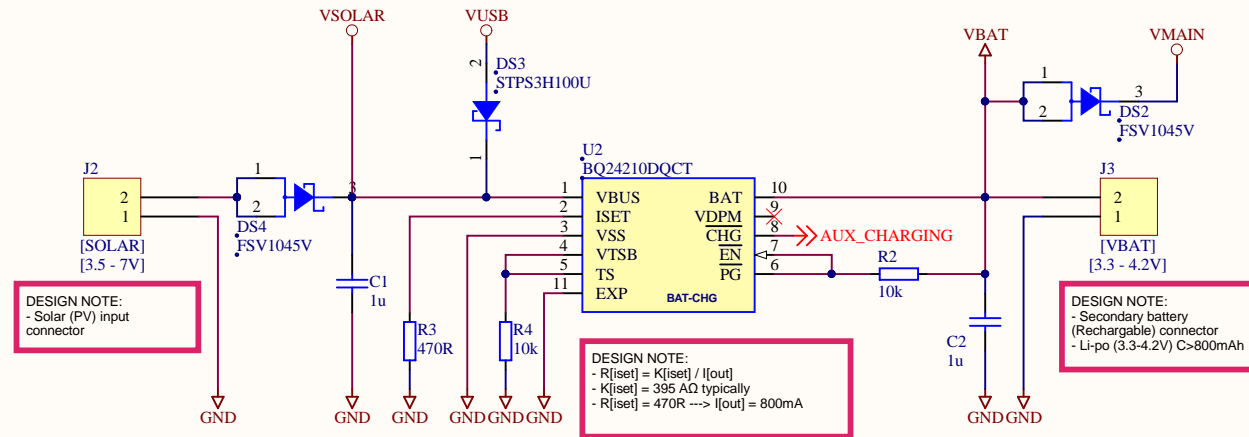 VSOLAR
VUSB
VBAT
VMAIN
2
DS3
STPS3H100U
1
1
2
3
DS2
FSV1045V
J2
2
1
[SOLAR]
[3.5 - 7V]
1
2
3
DS4
FSV1045V
U2
BQ24210DQCT
1 VBUS BAT 10
2 ISET VDPM 9
3 VSS CHG 8
4 VTSB EN 7
5 TS PG 6
11 EXP
BAT-CHG
AUX_CHARGING
R2
10k
J3
2
1
[VBAT]
[3.3 - 4.2V]
C1
1u
R3
470R
R4
10k
C2
1u
DESIGN NOTE:
- Solar (PV) input
connector
DESIGN NOTE:
- R[iset] = K[iset] / I[out]
- K[iset] = 395 AΩ typically
- R[iset] = 470R ---> I[out] = 800mA
DESIGN NOTE:
- Secondary battery
(Rechargable) connector
- Li-po (3.3-4.2V) C>800mAh
GND
GND
GND
GND
GND
GND
GND
GND